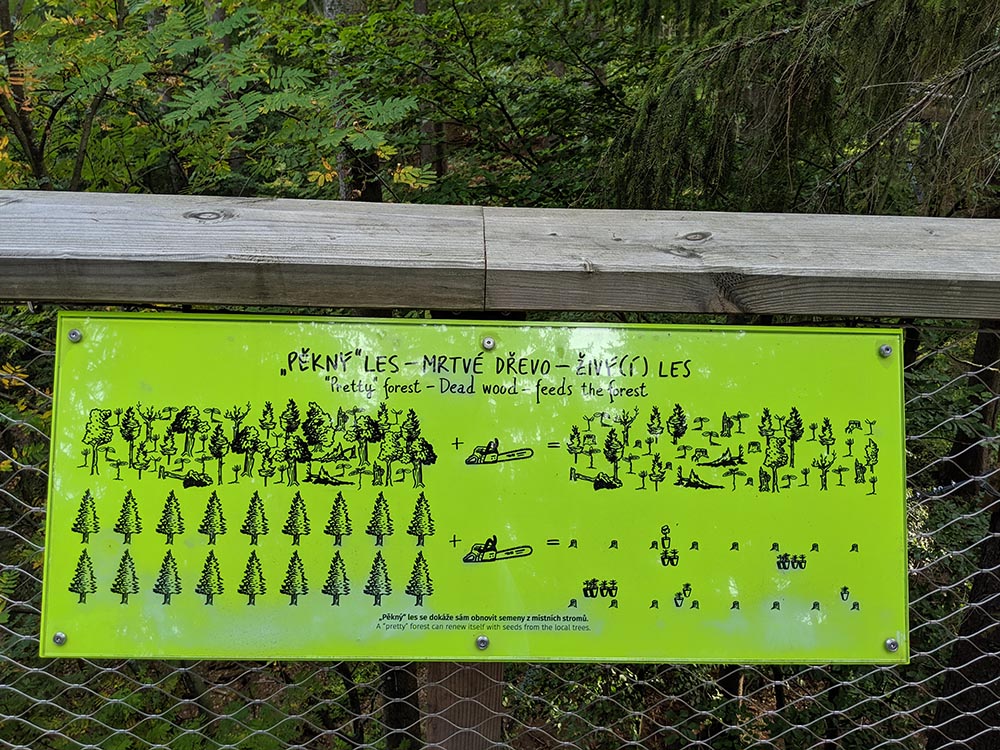 „PĚKNÝ“ LES – MRTVÉ DŘEVO – ŽIVÝ(Í) LES
"Pretty" forest – Dead wood – feeds the forest
+ =
+ =
„Pěkný“ les se dokáže sám obnovit semeny z místních stromů.
A "pretty" forest can renew itself with seeds from the local trees.